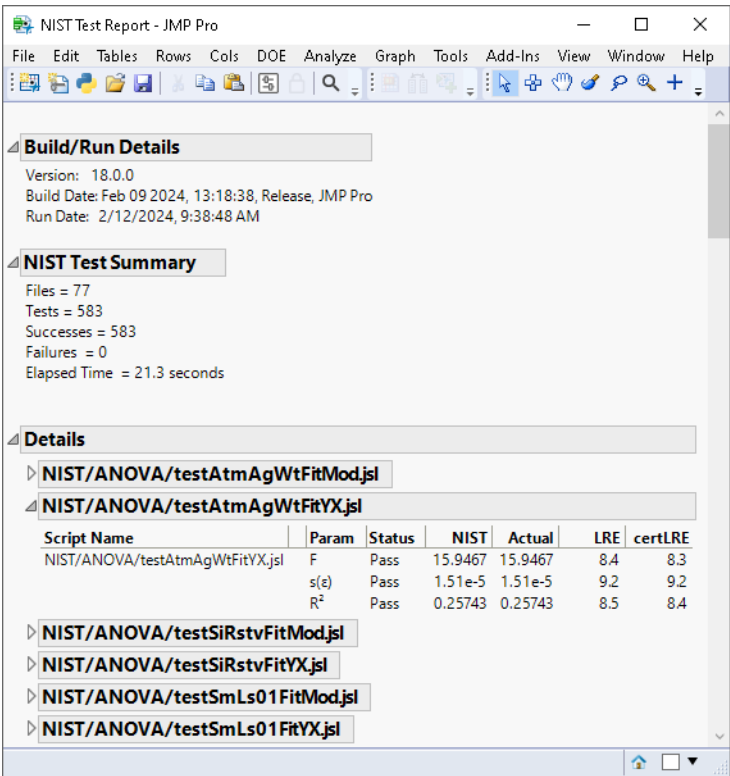 NIST Test Report - JMP Pro
File Edit Tables Rows Cols DOE Analyze Graph Tools Add-Ins View Window Help
Build/Run Details
Version: 18.0.0
Build Date: Feb 09 2024, 13:18:38, Release, JMP Pro
Run Date: 2/12/2024, 9:38:48 AM
NIST Test Summary
Files = 77
Tests = 583
Successes = 583
Failures = 0
Elapsed Time = 21.3 seconds
Details
NIST/ANOVA/testAtmAgWtFitMod.jsl
NIST/ANOVA/testAtmAgWtFitYX.jsl
Script Name Param Status NIST Actual LRE certLRE
NIST/ANOVA/testAtmAgWtFitYX.jsl F Pass 15.9467 15.9467 8.4 8.3
s(ε) Pass 1.51e-5 1.51e-5 9.2 9.2
R² Pass 0.25743 0.25743 8.5 8.4
NIST/ANOVA/testSiRstvFitMod.jsl
NIST/ANOVA/testSiRstvFitYX.jsl
NIST/ANOVA/testSmLs01FitMod.jsl
NIST/ANOVA/testSmLs01FitYX.jsl